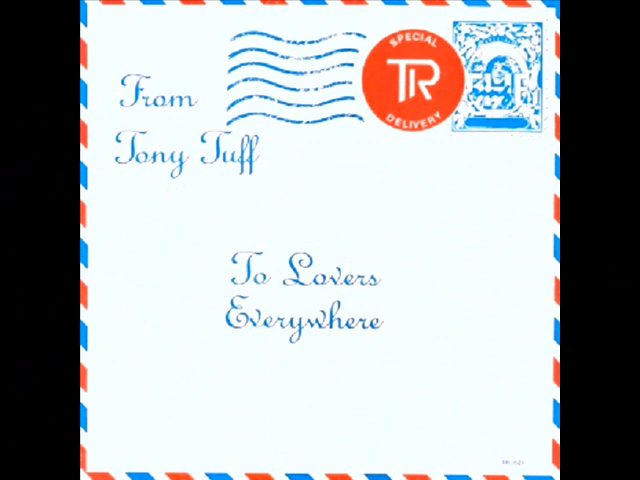 SPECIAL
TR
DELIVERY
From
Tony Tuff
To Lovers
Everywhere